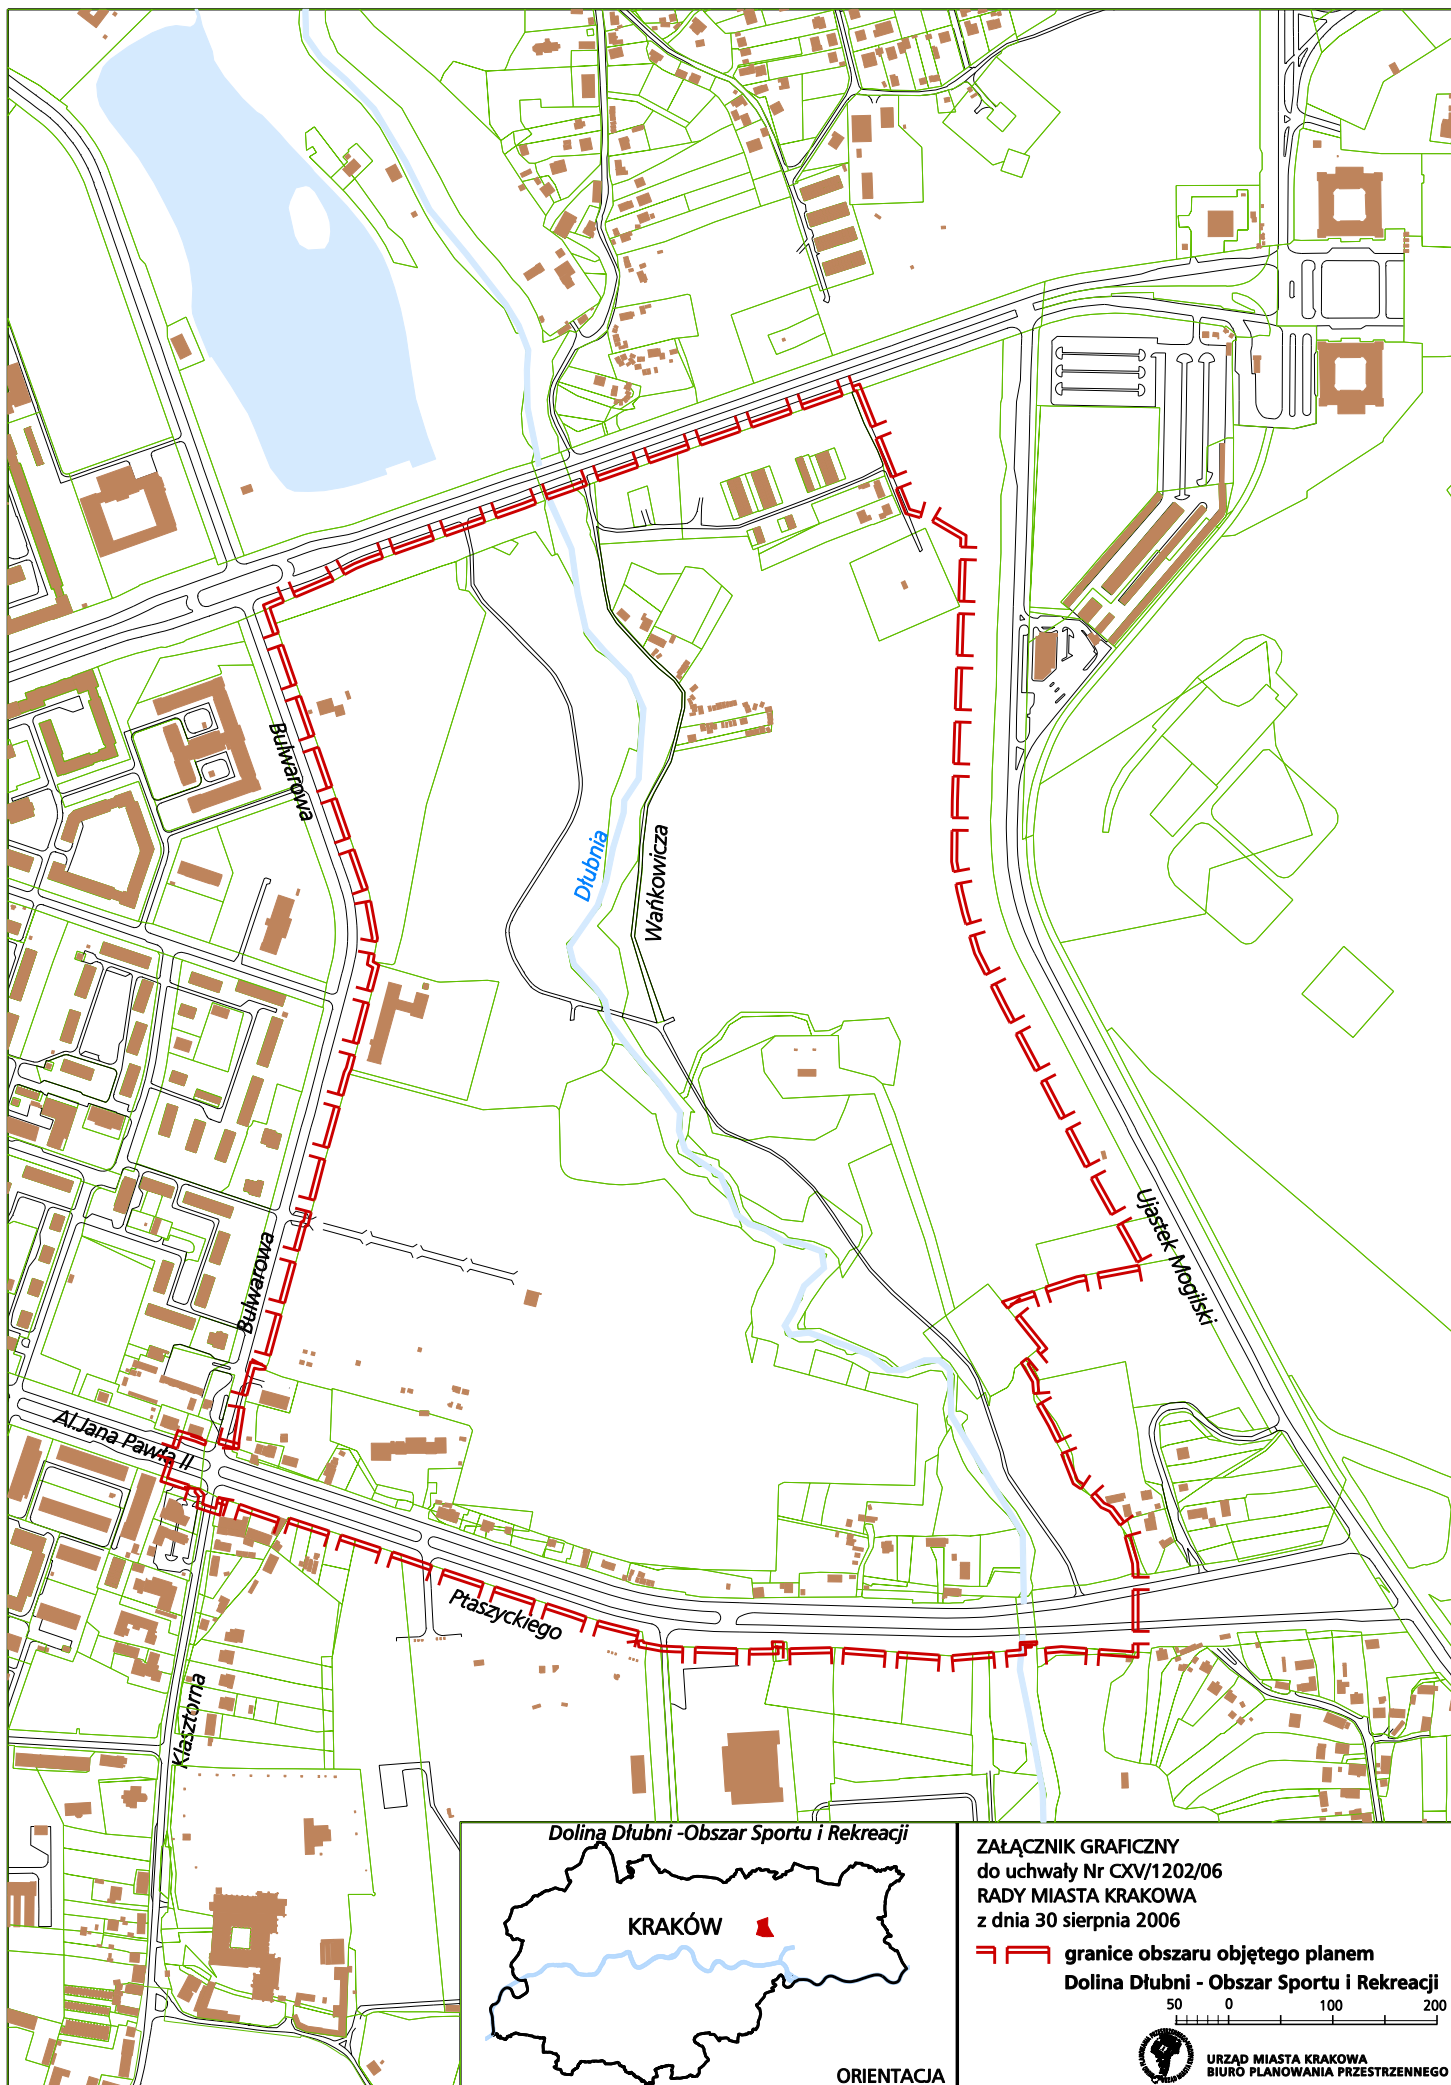 Bulwarowa
Dłubnia
Wańkowicza
Ujastek Mogilski
Bulwarowa
Al.Jana Pawła II
Ptaszyckiego
Klasztorna
Dolina Dłubni -Obszar Sportu i Rekreacji
KRAKÓW
ORIENTACJA
ZAŁĄCZNIK GRAFICZNY
do uchwały Nr CXV/1202/06
RADY MIASTA KRAKOWA
z dnia 30 sierpnia 2006
granice obszaru objętego planem
Dolina Dłubni - Obszar Sportu i Rekreacji
50 0 100 200
URZĄD MIASTA KRAKOWA
BIURO PLANOWANIA PRZESTRZENNEGO